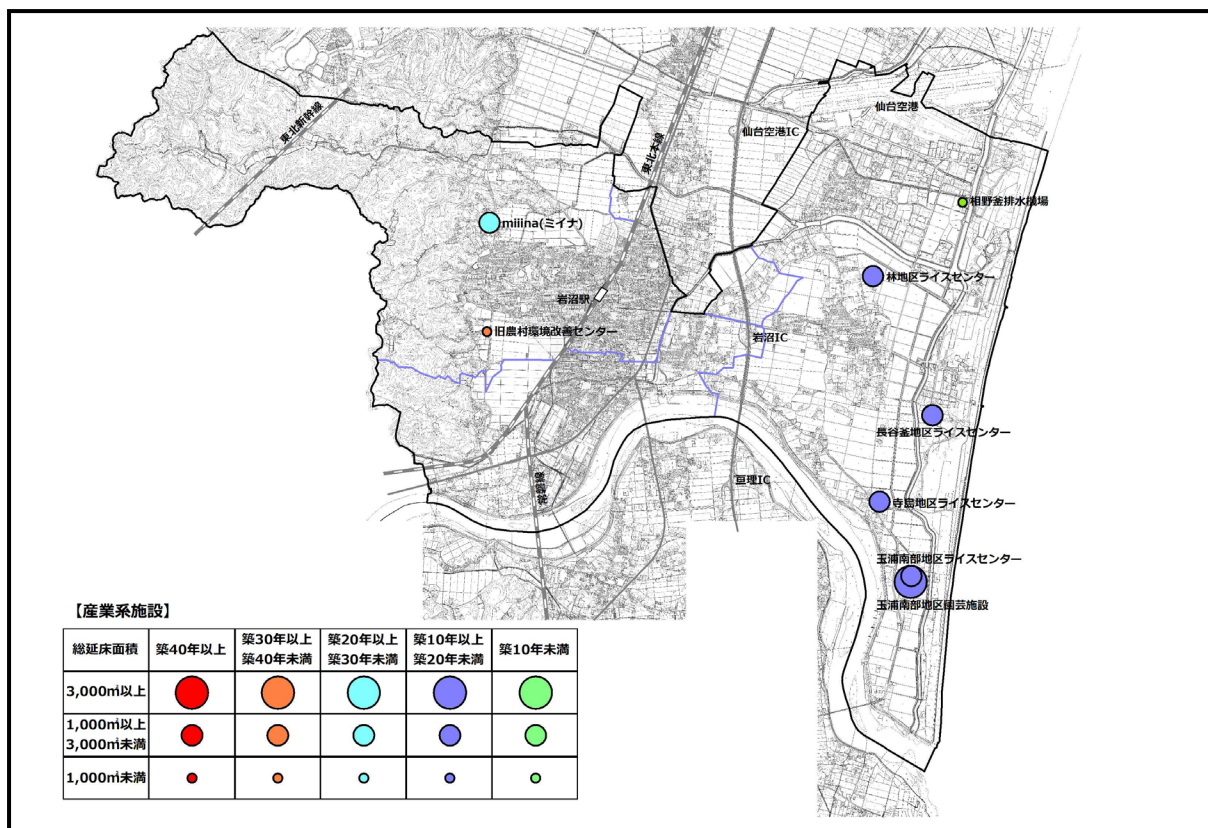 東北新幹線
東北本線
仙台空港
仙台空港IC
相野釜排水機場
miiina(ミイナ)
林地区ライスセンター
岩沼駅
旧農村環境改善センター
岩沼IC
長谷釜地区ライスセンター
亘理IC
常磐線
寺島地区ライスセンター
玉浦南部地区ライスセンター
玉浦南部地区園芸施設
【産業系施設】
総延床面積 築40年以上 築30年以上 築20年以上 築10年以上 築10年未満
築40年未満 築30年未満 築20年未満
3,000㎡以上
1,000㎡以上
3,000㎡未満
1,000㎡未満